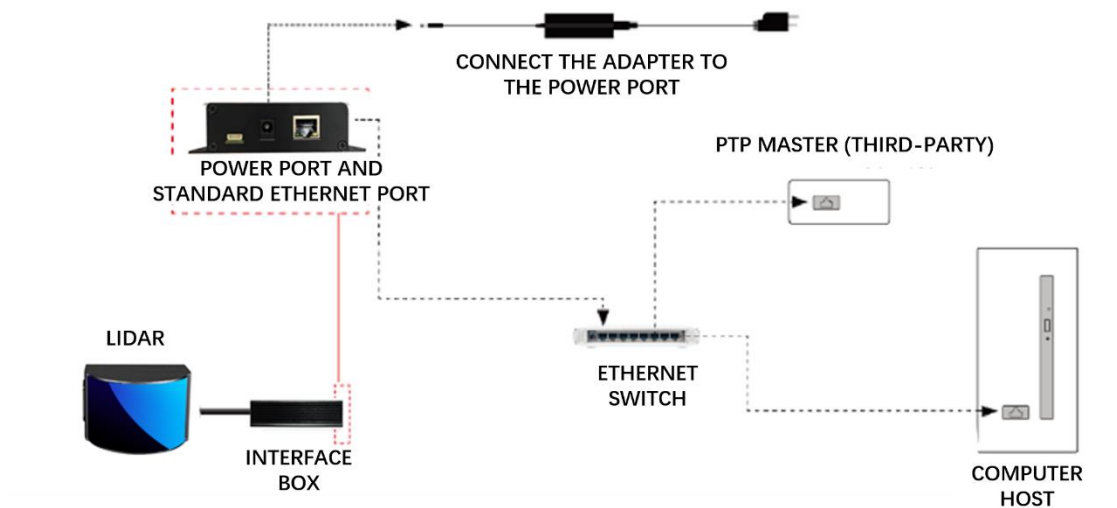 CONNECT THE ADAPTER TO
THE POWER PORT
POWER PORT AND
STANDARD ETHERNET PORT
PTP MASTER (THIRD-PARTY)
LIDAR
ETHERNET
SWITCH
INTERFACE
BOX
COMPUTER
HOST